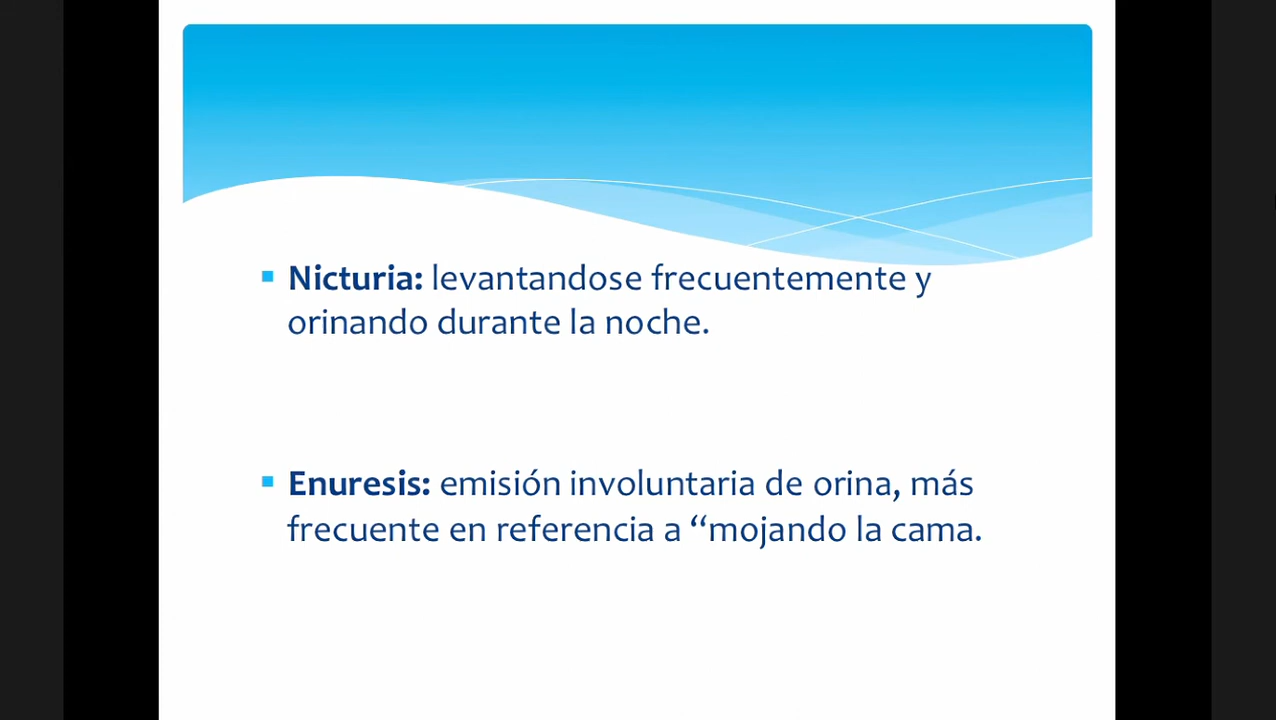 Nicturia: levantandose frecuentemente y
orinando durante la noche.
Enuresis: emisión involuntaria de orina, más
frecuente en referencia a “mojando la cama.